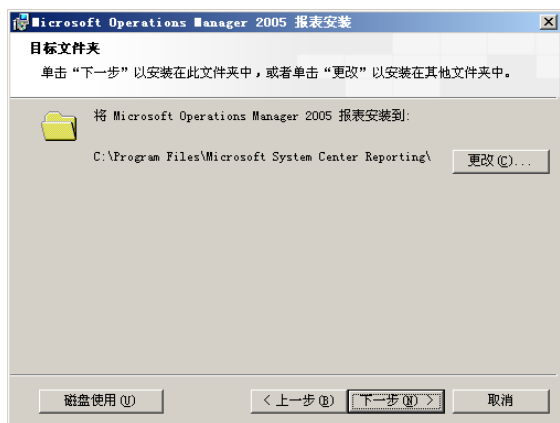 Microsoft Operations Manager 2005 报表安装
目标文件夹
单击“下一步”以安装在此文件夹中，或者单击“更改”以安装在其他文件夹中。
将 Microsoft Operations Manager 2005 报表安装到:
C:\Program Files\Microsoft System Center Reporting\
更改(C)...
磁盘使用(U)
< 上一步(B)
下一步(N) >
取消